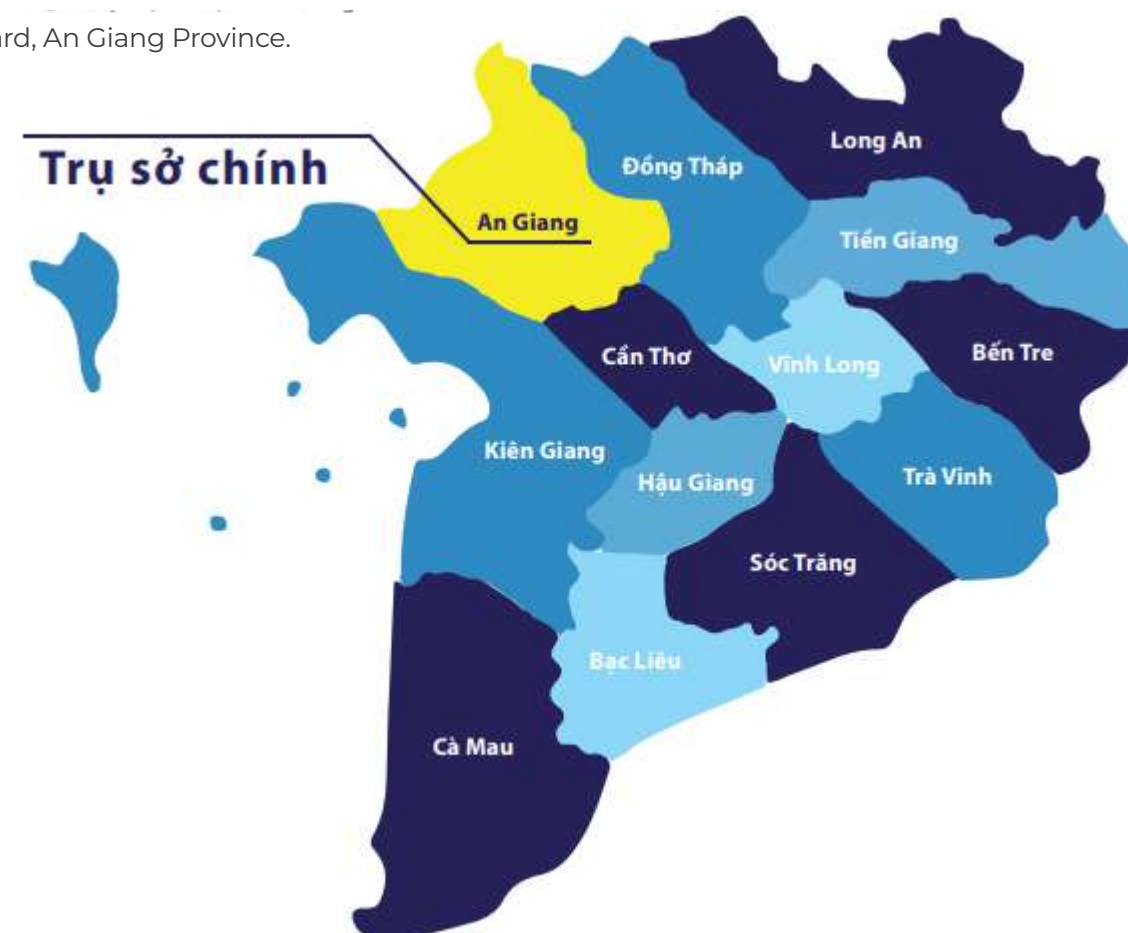 ard, An Giang Province.
Trụ sở chính
An Giang
Đồng Tháp
Long An
Tiền Giang
Cần Thơ
Vĩnh Long
Bến Tre
Kiên Giang
Hậu Giang
Trà Vinh
Sóc Trăng
Bạc Liêu
Cà Mau